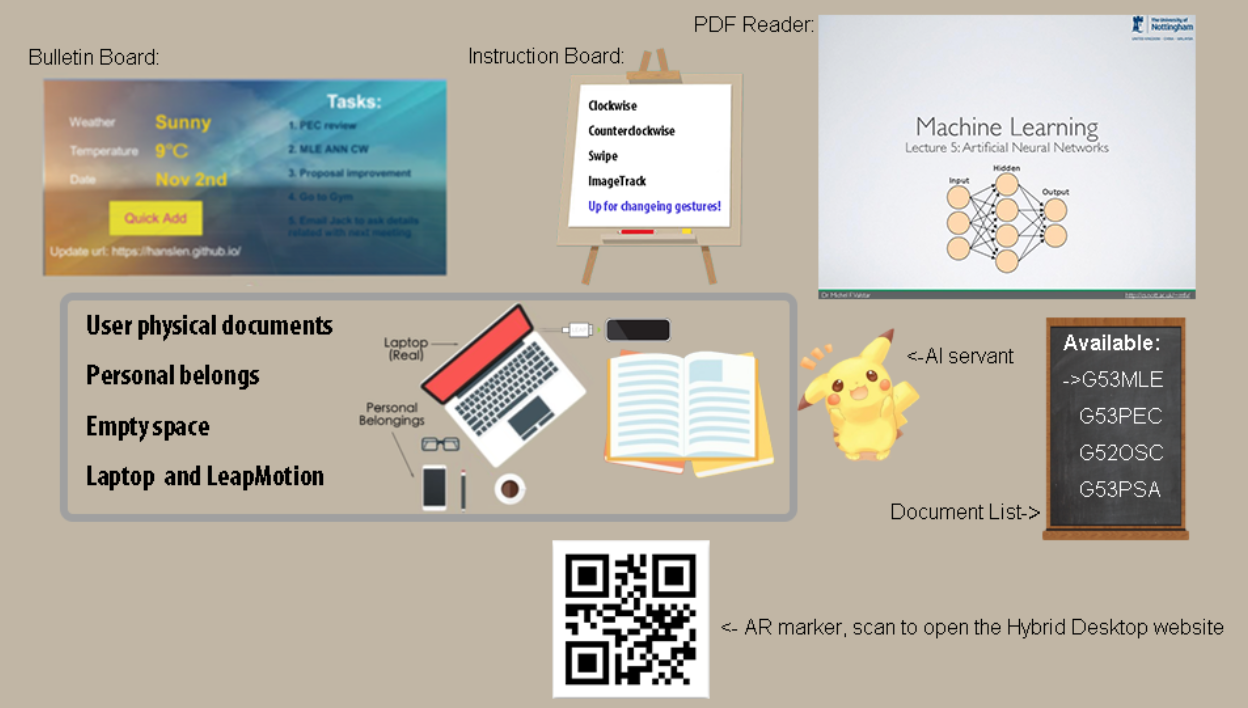 PDF Reader:
The University of
Nottingham
UNITED KINGDOM · CHINA · MALAYSIA
Bulletin Board:
Instruction Board:
Tasks:
Weather Sunny
Temperature 9°C
Date Nov 2nd
Quick Add
Update url: https://hanslen.github.io/
1. PEC review
2. MLE ANN CW
3. Proposal improvement
4. Go to Gym
5. Email Jack to ask details
related with next meeting
Clockwise
Counterclockwise
Swipe
ImageTrack
Up for changeing gestures!
Machine Learning
Lecture 5: Artificial Neural Networks
Input
Hidden
Output
User physical documents
Personal belongs
Empty space
Laptop and LeapMotion
Laptop
(Real)
LEAP
Personal
Belongings
<-AI servant
Available:
->G53MLE
G53PEC
G52OSC
G53PSA
Document List->
<- AR marker, scan to open the Hybrid Desktop website